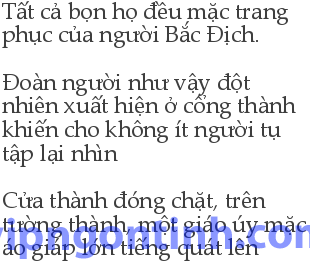 Tất cả bọn họ đều mặc trang
phục của người Bắc Địch.
Đoàn người như vậy đột
nhiên xuất hiện ở cổng thành
khiến cho không ít người tụ
tập lại nhìn
Cửa thành đóng chặt, trên
tường thành, một giáo úy mặc
áo giáp lớn tiếng quát lên
vipngontinh.com